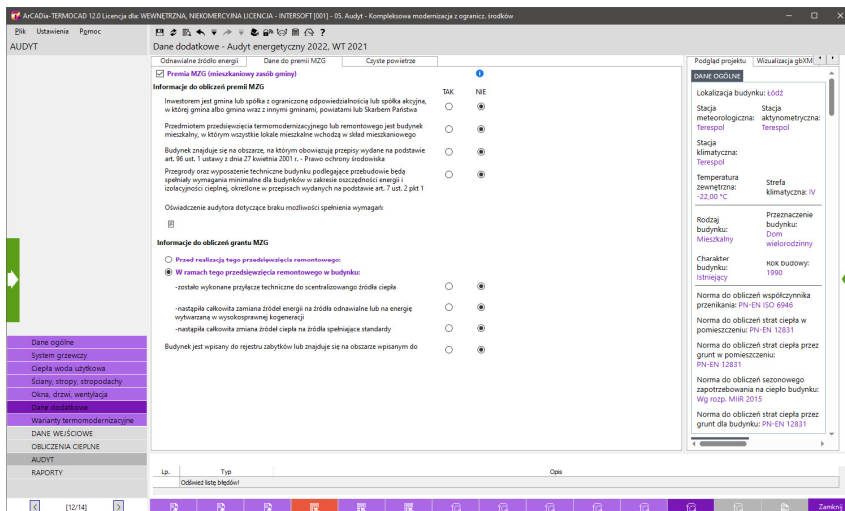 ArCADia-TERMOCAD 12.0 Licencja dla: WEWNĘTRZNA, NIEKOMERCYJNA LICENCJA - INTERSOFT [001] - 05. Audyt - Kompleksowa modernizacja z ogranicz. środków
Plik Ustawienia Pomoc
AUDYT
Dane dodatkowe - Audyt energetyczny 2022, WT 2021
Odnawialne źródło energii Dane do premii MZG Czyste powietrze
Premia MZG (mieszkaniowy zasób gminy)
Informacje do obliczeń premii MZG
TAK NIE
Inwestorem jest gmina lub spółka z ograniczoną odpowiedzialnością lub spółka akcyjna,
w której gmina albo gmina wraz z innymi gminami, powiatami lub Skarbem Państwa
Przedmiotem przedsięwzięcia termomodernizacyjnego lub remontowego jest budynek
mieszkalny, w którym wszystkie lokale mieszkalne wchodzą w skład mieszkaniowego
Budynek znajduje się na obszarze, na którym obowiązują przepisy wydane na podstawie
art. 96 ust. 1 ustawy z dnia 27 kwietnia 2001 r. - Prawo ochrony środowiska
Przegrody oraz wyposażenie techniczne budynku podlegające przebudowie będą
spełniały wymagania minimalne dla budynków w zakresie oszczędności energii i
izolacyjności cieplnej, określone w przepisach wydanych na podstawie art. 7 ust. 2 pkt 1
Oświadczenie audytora dotyczące braku możliwości spełnienia wymagań:
Informacje do obliczeń grantu MZG
Przed realizacją tego przedsięwzięcia remontowego:
W ramach tego przedsięwzięcia remontowego w budynku:
-zostało wykonane przyłącze techniczne do scentralizowanego źródła ciepła
-nastąpiła całkowita zamiana źródeł energii na źródła odnawialne lub na energię
wytwarzaną w wysokosprawnej kogeneracji
-nastąpiła całkowita zmiana źródeł ciepła na źródła spełniające standardy
Budynek jest wpisany do rejestru zabytków lub znajduje się na obszarze wpisanym do
Dane ogólne
System grzewczy
Ciepła woda użytkowa
Ściany, stropy, stropodachy
Okna, drzwi, wentylacja
Dane dodatkowe
Warianty termomodernizacyjne
DANE WEJŚCIOWE
OBLICZENIA CIEPLNE
AUDYT
RAPORTY
[12/14]
Podgląd projektu Wizualizacja gbXM
DANE OGÓLNE
Lokalizacja budynku: Łódź
Stacja Stacja
meteorologiczna: aktynometryczna:
Terespol Terespol
Stacja
klimatyczna:
Terespol
Temperatura
zewnętrzna: Strefa
-22,00 °C klimatyczna: IV
Rodzaj Przeznaczenie
budynku: budynku:
Mieszkalny Dom
wielorodzinny
Charakter
budynku: Rok budowy:
Istniejący 1990
Norma do obliczeń współczynnika
przenikania: PN-EN ISO 6946
Norma do obliczeń strat ciepła w
pomieszczeniu: PN-EN 12831
Norma do obliczeń strat ciepła przez
grunt w pomieszczeniu:
PN-EN 12831
Norma do obliczeń sezonowego
zapotrzebowania na ciepło budynku:
Wg rozp. MIiR 2015
Norma do obliczeń strat ciepła przez
grunt dla budynku: PN-EN 12831
Lp. Typ Opis
Odśwież listę błędów!
Zamknij